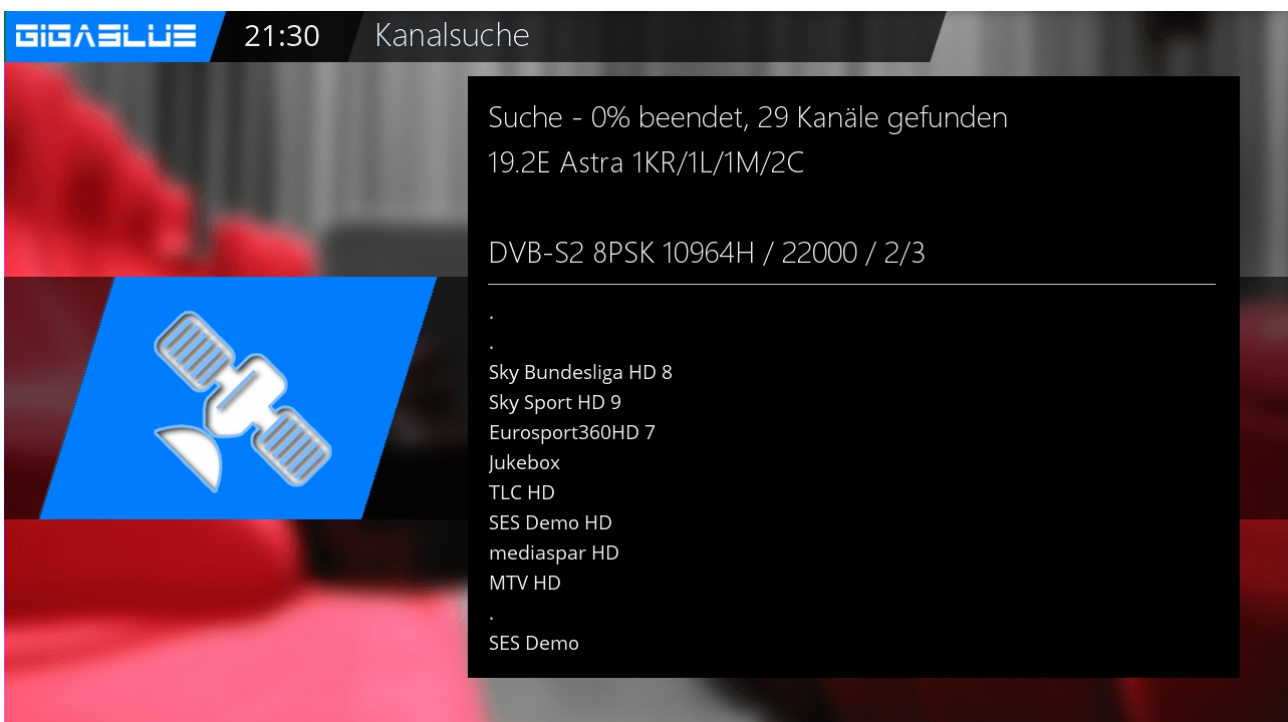 GIGABLUE
21:30
Kanalsuche
Suche - 0% beendet, 29 Kanäle gefunden
19.2E Astra 1KR/1L/1M/2C
DVB-S2 8PSK 10964H / 22000 / 2/3
.
.
Sky Bundesliga HD 8
Sky Sport HD 9
Eurosport360HD 7
Jukebox
TLC HD
SES Demo HD
mediaspar HD
MTV HD
.
SES Demo